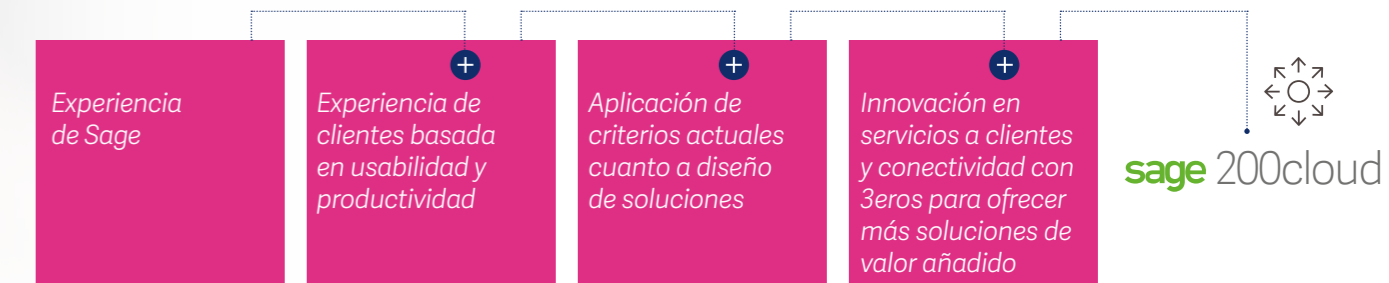 Experiencia
de Sage
Experiencia de
clientes basada
en usabilidad y
productividad
Aplicación de
criterios actuales
cuanto a diseño
de soluciones
Innovación en
servicios a clientes
y conectividad con
3eros para ofrecer
más soluciones de
valor añadido
sage 200cloud